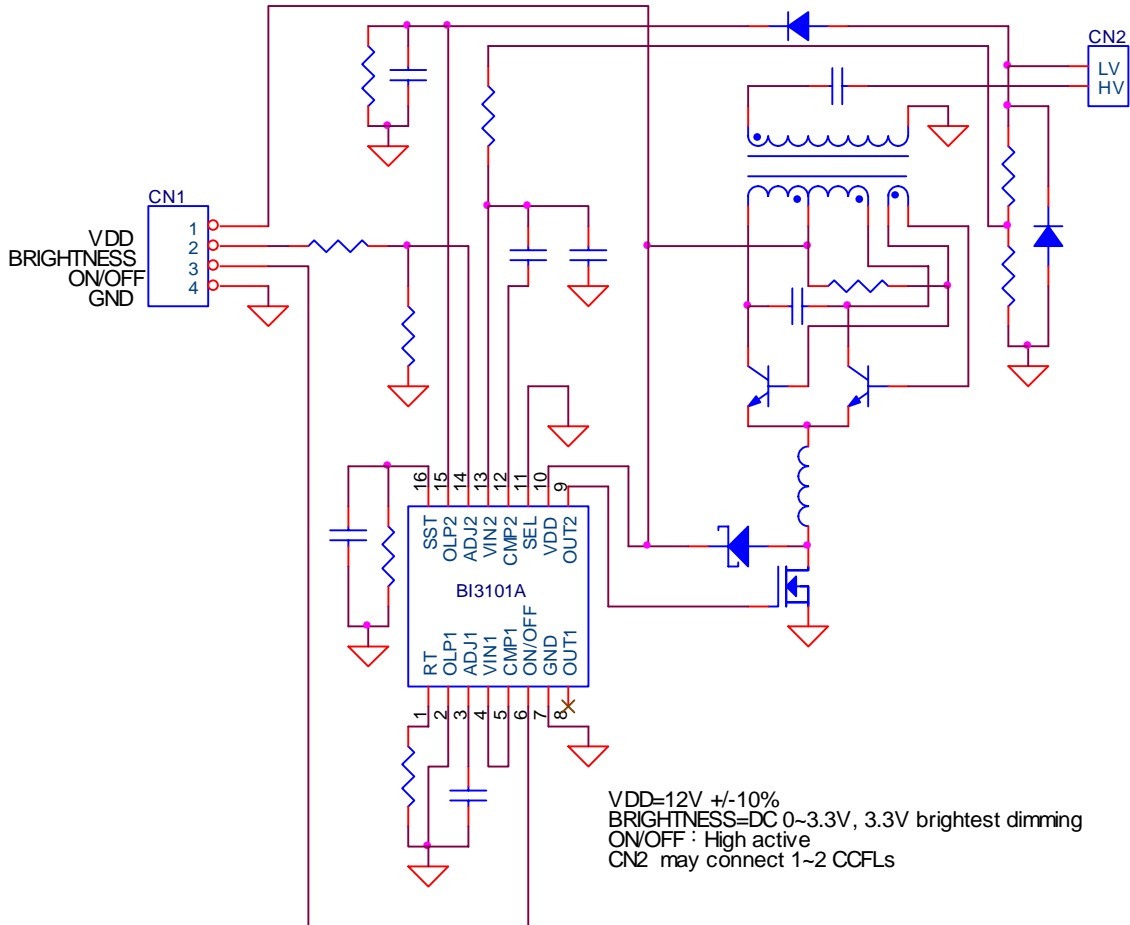 CN2
LV
HV
CN1
1
2
3
4
VDD
BRIGHTNESS
ON/OFF
GND
16
15
14
13
12
11
10
9
SST
OLP2
ADJ2
VIN2
CMP2
SEL
VDD
OUT2
BI3101A
RT
OLP1
ADJ1
VIN1
CMP1
ON/OFF
GND
OUT1
1
2
3
4
5
6
7
8
VDD=12V +/-10%
BRIGHTNESS=DC 0~3.3V, 3.3V brightest dimming
ON/OFF : High active
CN2 may connect 1~2 CCFLs